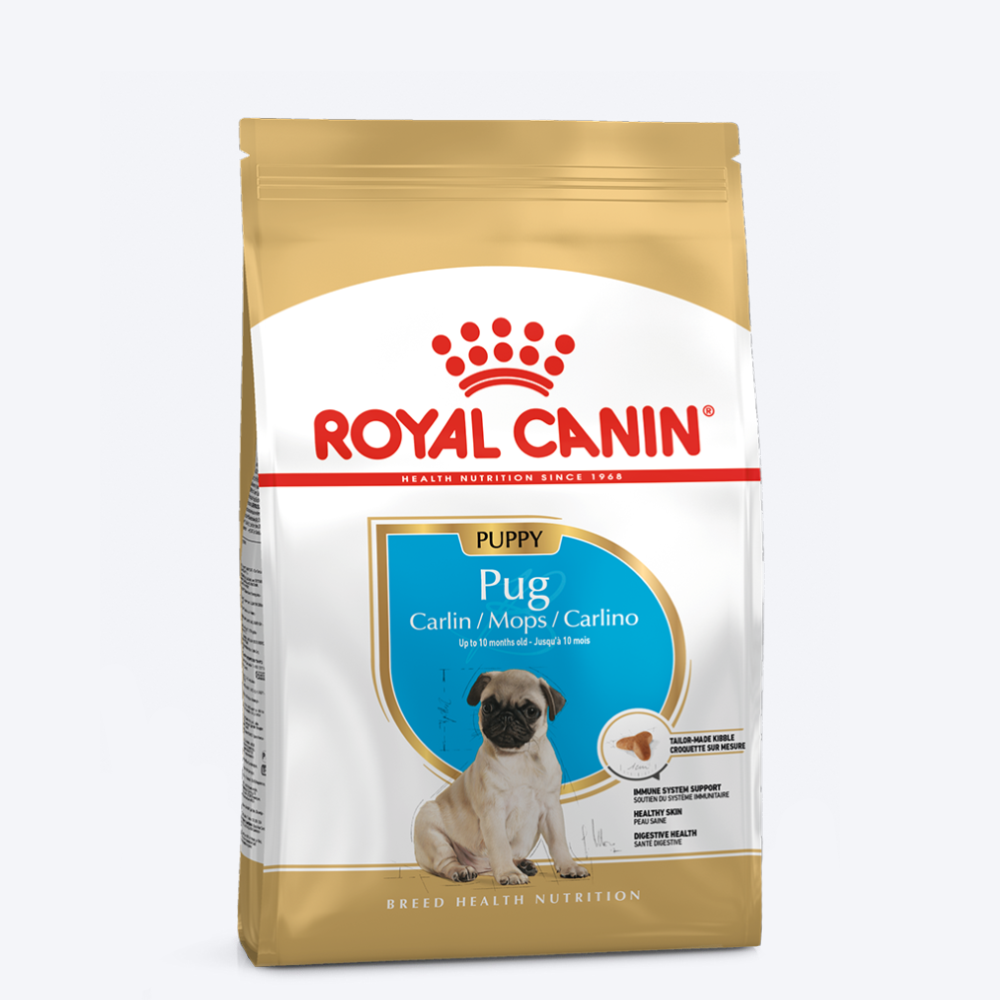 ROYAL CANIN®
HEALTH NUTRITION SINCE 1968
PUPPY
Pug
Carlin / Mops / Carlino
Up to 10 months old - Jusqu'à 10 mois
TAILOR-MADE KIBBLE
CROQUETTE SUR MESURE
IMMUNE SYSTEM SUPPORT
SOUTIEN DU SYSTÈME IMMUNITAIRE
HEALTHY SKIN
PEAU SAINE
DIGESTIVE HEALTH
SANTÉ DIGESTIVE
BREED HEALTH NUTRITION